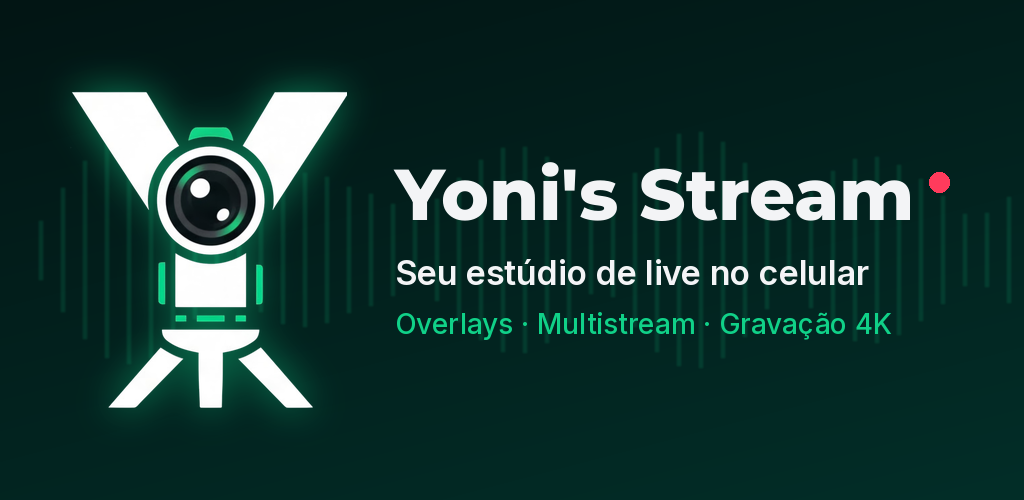 Yoni's Stream
Seu estúdio de live no celular
Overlays · Multistream · Gravação 4K